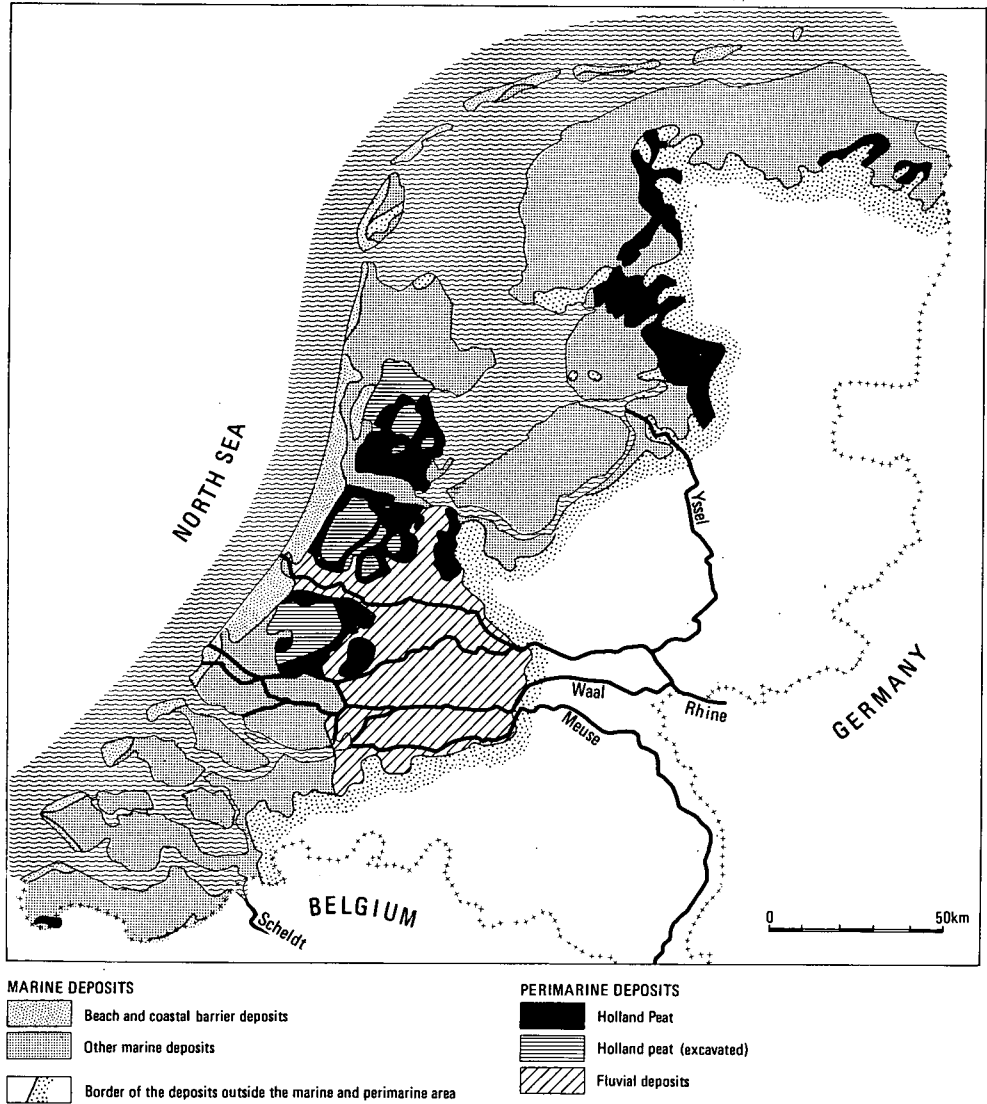 NORTH SEA
Yssel
Waal
Rhine
Meuse
GERMANY
BELGIUM
Scheldt
0 50km
MARINE DEPOSITS
Beach and coastal barrier deposits
Other marine deposits
Border of the deposits outside the marine and perimarine area
PERIMARINE DEPOSITS
Holland Peat
Holland peat (excavated)
Fluvial deposits